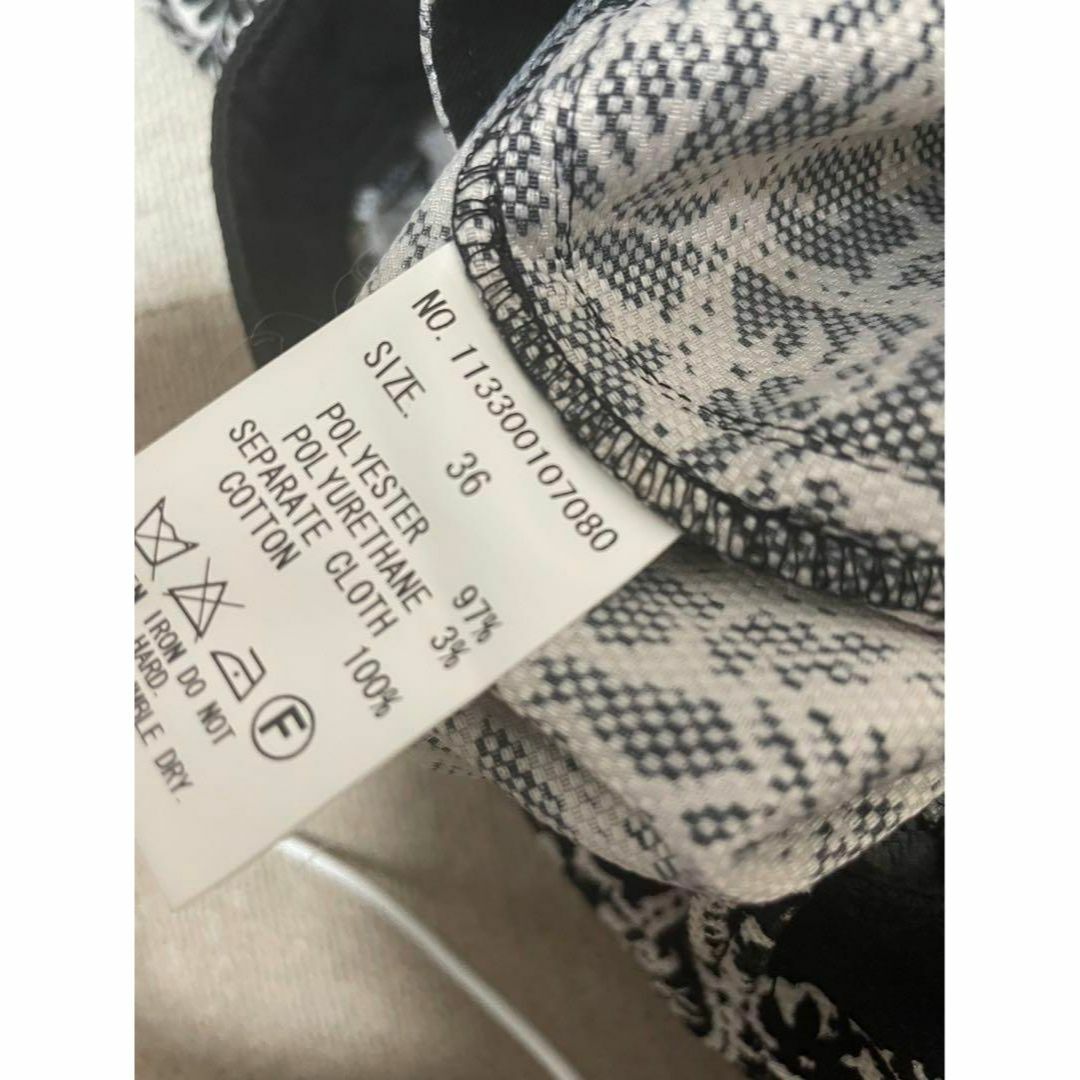 NO. 113300107080
SIZE. 36
POLYESTER 97%
POLYURETHANE 3%
SEPARATE CLOTH
COTTON 100%
F
IRON DO NOT
HARD.
DRY.